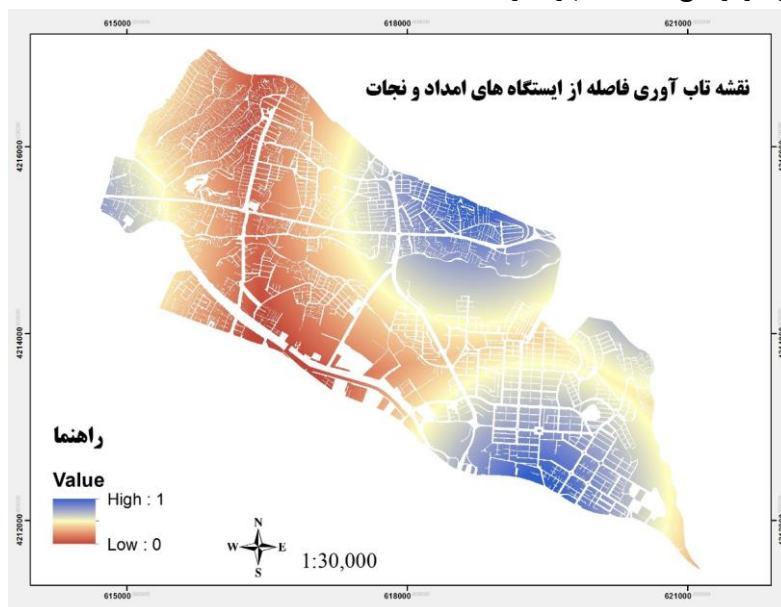 615000 618000 621000
نقشه تاب آوری فاصله از ایستگاه های امداد و نجات
4216000
4214000 4214000
4212000
راهنما
Value
High : 1
Low : 0
N
W E
S
1:30,000
615000 618000 621000